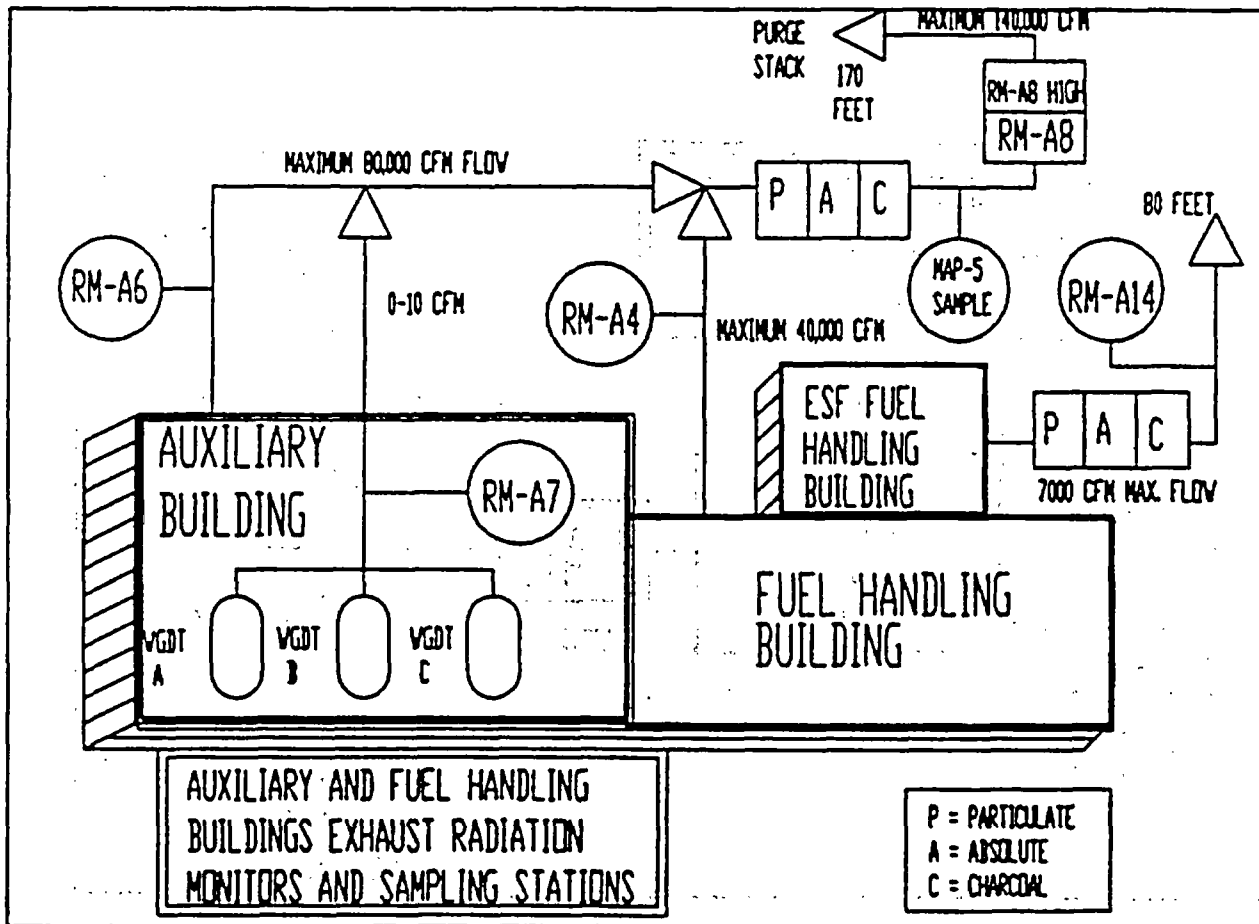 PURGE
STACK
MAXIMUM 140,000 CFM
170
FEET
RM-A8 HIGH
RM-A8
MAXIMUM 80,000 CFM FLOW
P A C
80 FEET
RM-A6
0-10 CFM
RM-A4
MAP-5
SAMPLE
RM-A14
MAXIMUM 40,000 CFM
ESF FUEL
HANDLING
BUILDING
P A C
7000 CFM MAX. FLOW
AUXILIARY
BUILDING
RM-A7
FUEL HANDLING
BUILDING
WGDT
A
WGDT
B
WGDT
C
AUXILIARY AND FUEL HANDLING
BUILDINGS EXHAUST RADIATION
MONITORS AND SAMPLING STATIONS
P = PARTICULATE
A = ABSOLUTE
C = CHARCOAL